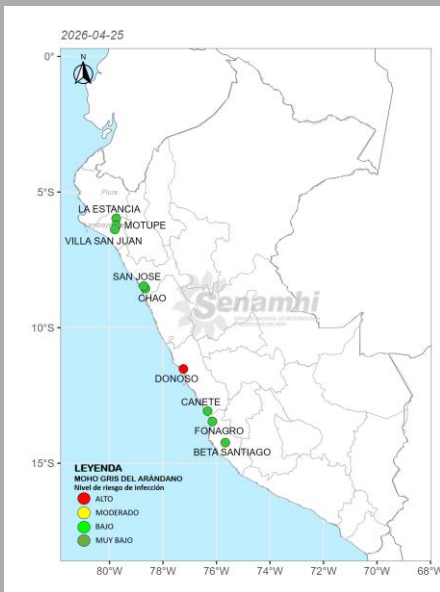 2026-04-25
N
0°
Piura
LA ESTANCIA
5°S
MOTUPE
VILLA SAN JUAN
SAN JOSE
CHAO
Senamhi
10°S
DONOSO
CANETE
FONAGRO
BETA SANTIAGO
15°S
LEYENDA
MOHO GRIS DEL ARÁNDANO
Nivel de riesgo de infección
ALTO
MODERADO
BAJO
MUY BAJO
80°W 78°W 76°W 74°W 72°W 70°W 68°W